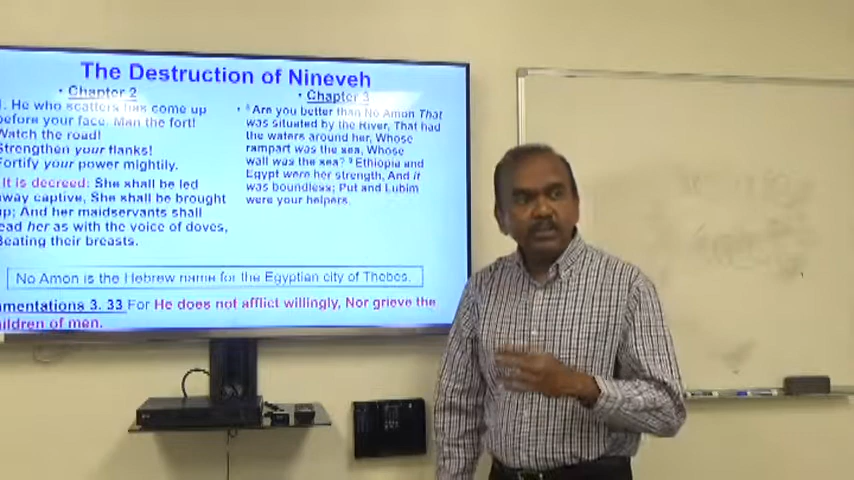 The Destruction of Nineveh
• Chapter 2
1. He who scatters has come up
before your face. Man the fort!
Watch the road!
Strengthen your flanks!
Fortify your power mightily.
It is decreed: She shall be led
away captive, She shall be brought
up; And her maidservants shall
lead her as with the voice of doves,
Beating their breasts.
• Chapter 3
• 8 Are you better than No Amon That
was situated by the River, That had
the waters around her, Whose
rampart was the sea, Whose
wall was the sea? 9 Ethiopia and
Egypt were her strength, And it
was boundless; Put and Lubim
were your helpers.
No Amon is the Hebrew name for the Egyptian city of Thebes.
mentations 3. 33 For He does not afflict willingly, Nor grieve the
children of men.